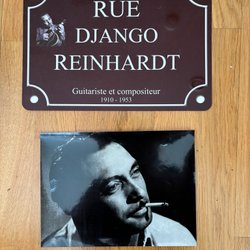 RUE
DJANGO
REINHARDT
Guitariste et compositeur
1910 - 1953